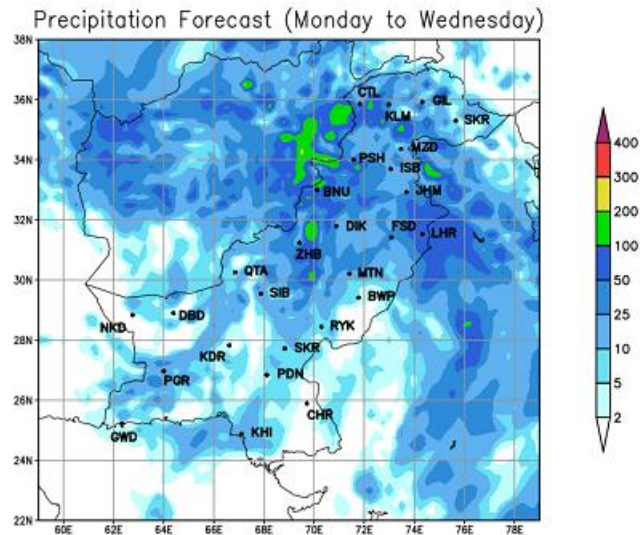 Precipitation Forecast (Monday to Wednesday)
38N
36N
34N
32N
30N
28N
26N
24N
22N
60E 62E 64E 66E 68E 70E 72E 74E 76E 78E
CTL
GIL
KLM
SKR
MZD
PSH
ISB
BNU
JHM
DIK
FSD
LHR
ZHB
QTA
MTN
SIB
BWP
NKD
DBD
RYK
KDR
SKR
PGR
PDN
CHR
GWD
KHI
400
300
200
100
50
25
10
5
2